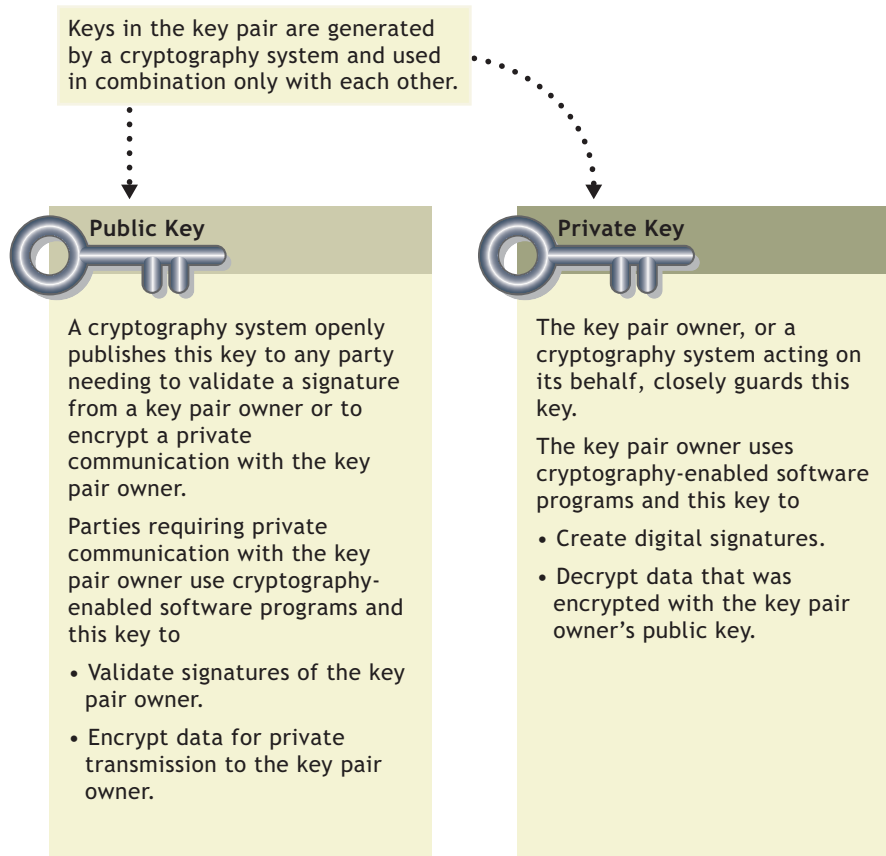 Keys in the key pair are generated
by a cryptography system and used
in combination only with each other.
Public Key
A cryptography system openly
publishes this key to any party
needing to validate a signature
from a key pair owner or to
encrypt a private
communication with the key
pair owner.
Parties requiring private
communication with the key
pair owner use cryptography-
enabled software programs and
this key to
• Validate signatures of the key
pair owner.
• Encrypt data for private
transmission to the key pair
owner.
Private Key
The key pair owner, or a
cryptography system acting on
its behalf, closely guards this
key.
The key pair owner uses
cryptography-enabled software
programs and this key to
• Create digital signatures.
• Decrypt data that was
encrypted with the key pair
owner’s public key.